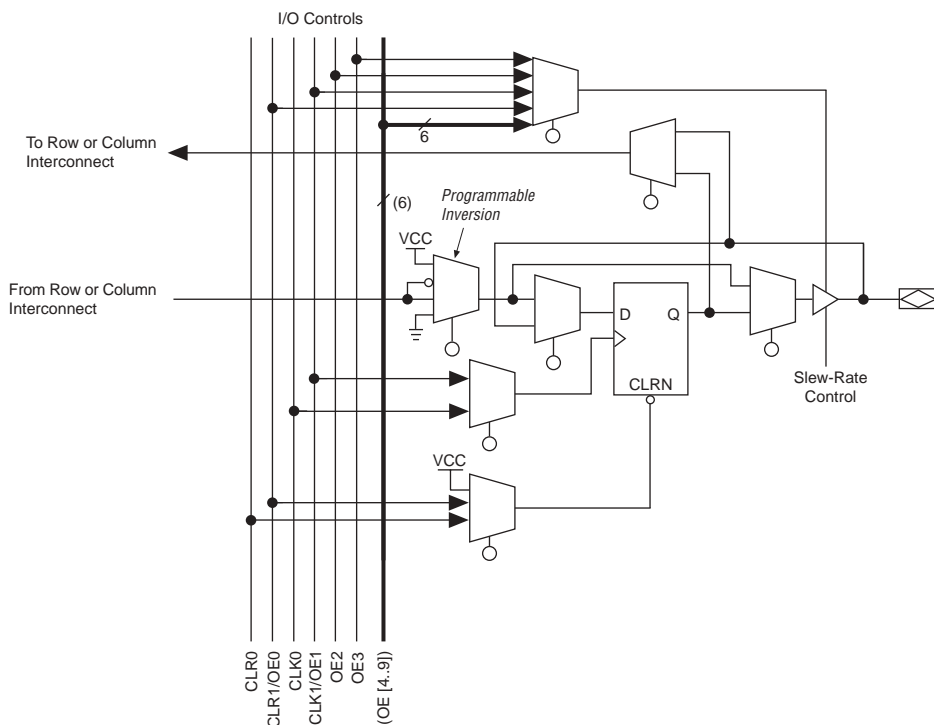 I/O Controls
6
To Row or Column
Interconnect
(6)
Programmable
Inversion
VCC
From Row or Column
Interconnect
D
Q
CLRN
Slew-Rate
Control
VCC
CLR0
CLR1/OE0
CLK0
CLK1/OE1
OE2
OE3
(OE [4..9])